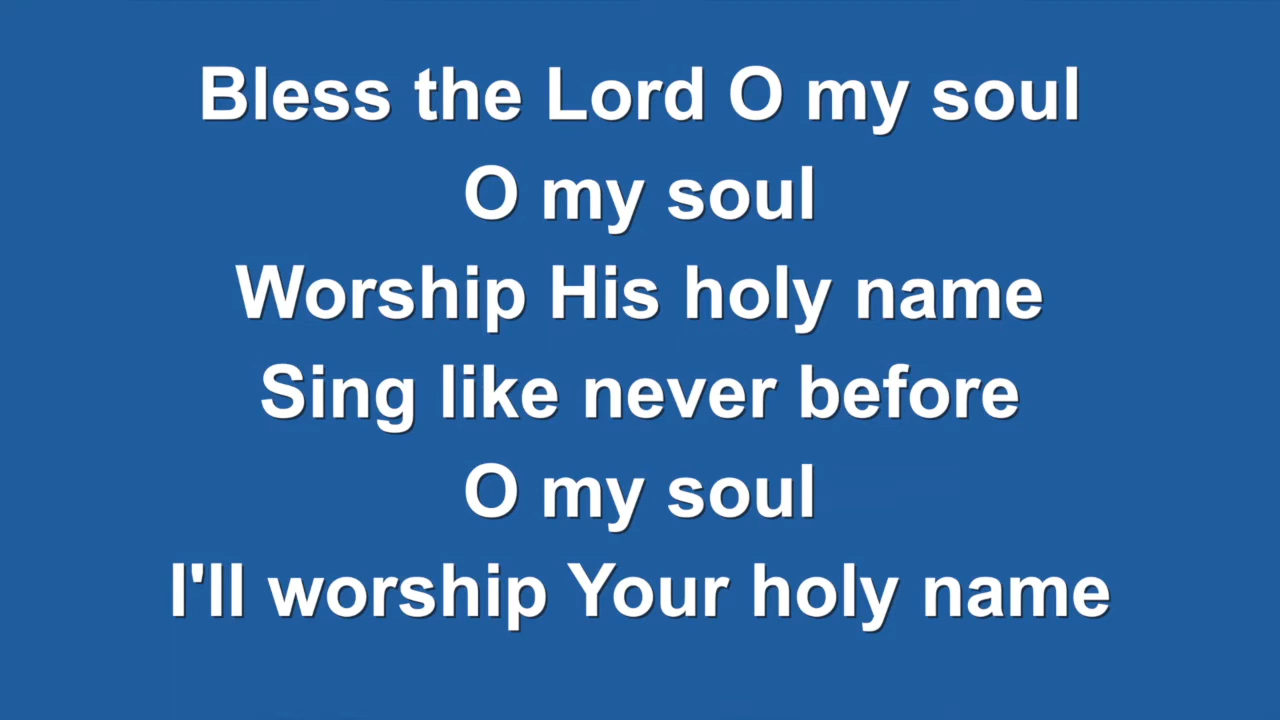 Bless the Lord O my soul
O my soul
Worship His holy name
Sing like never before
O my soul
I'll worship Your holy name